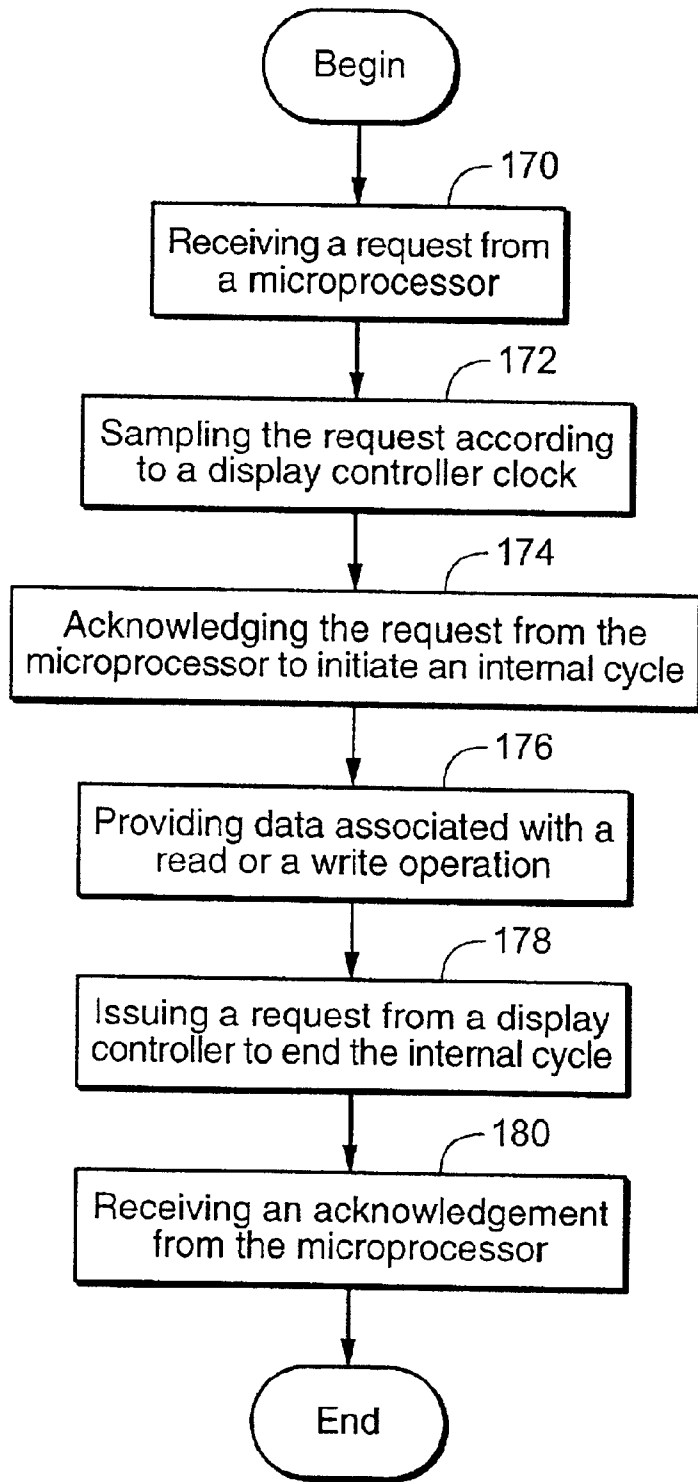 Begin
170
Receiving a request from
a microprocessor
172
Sampling the request according
to a display controller clock
174
Acknowledging the request from the
microprocessor to initiate an internal cycle
176
Providing data associated with a
read or a write operation
178
Issuing a request from a display
controller to end the internal cycle
180
Receiving an acknowledgement
from the microprocessor
End